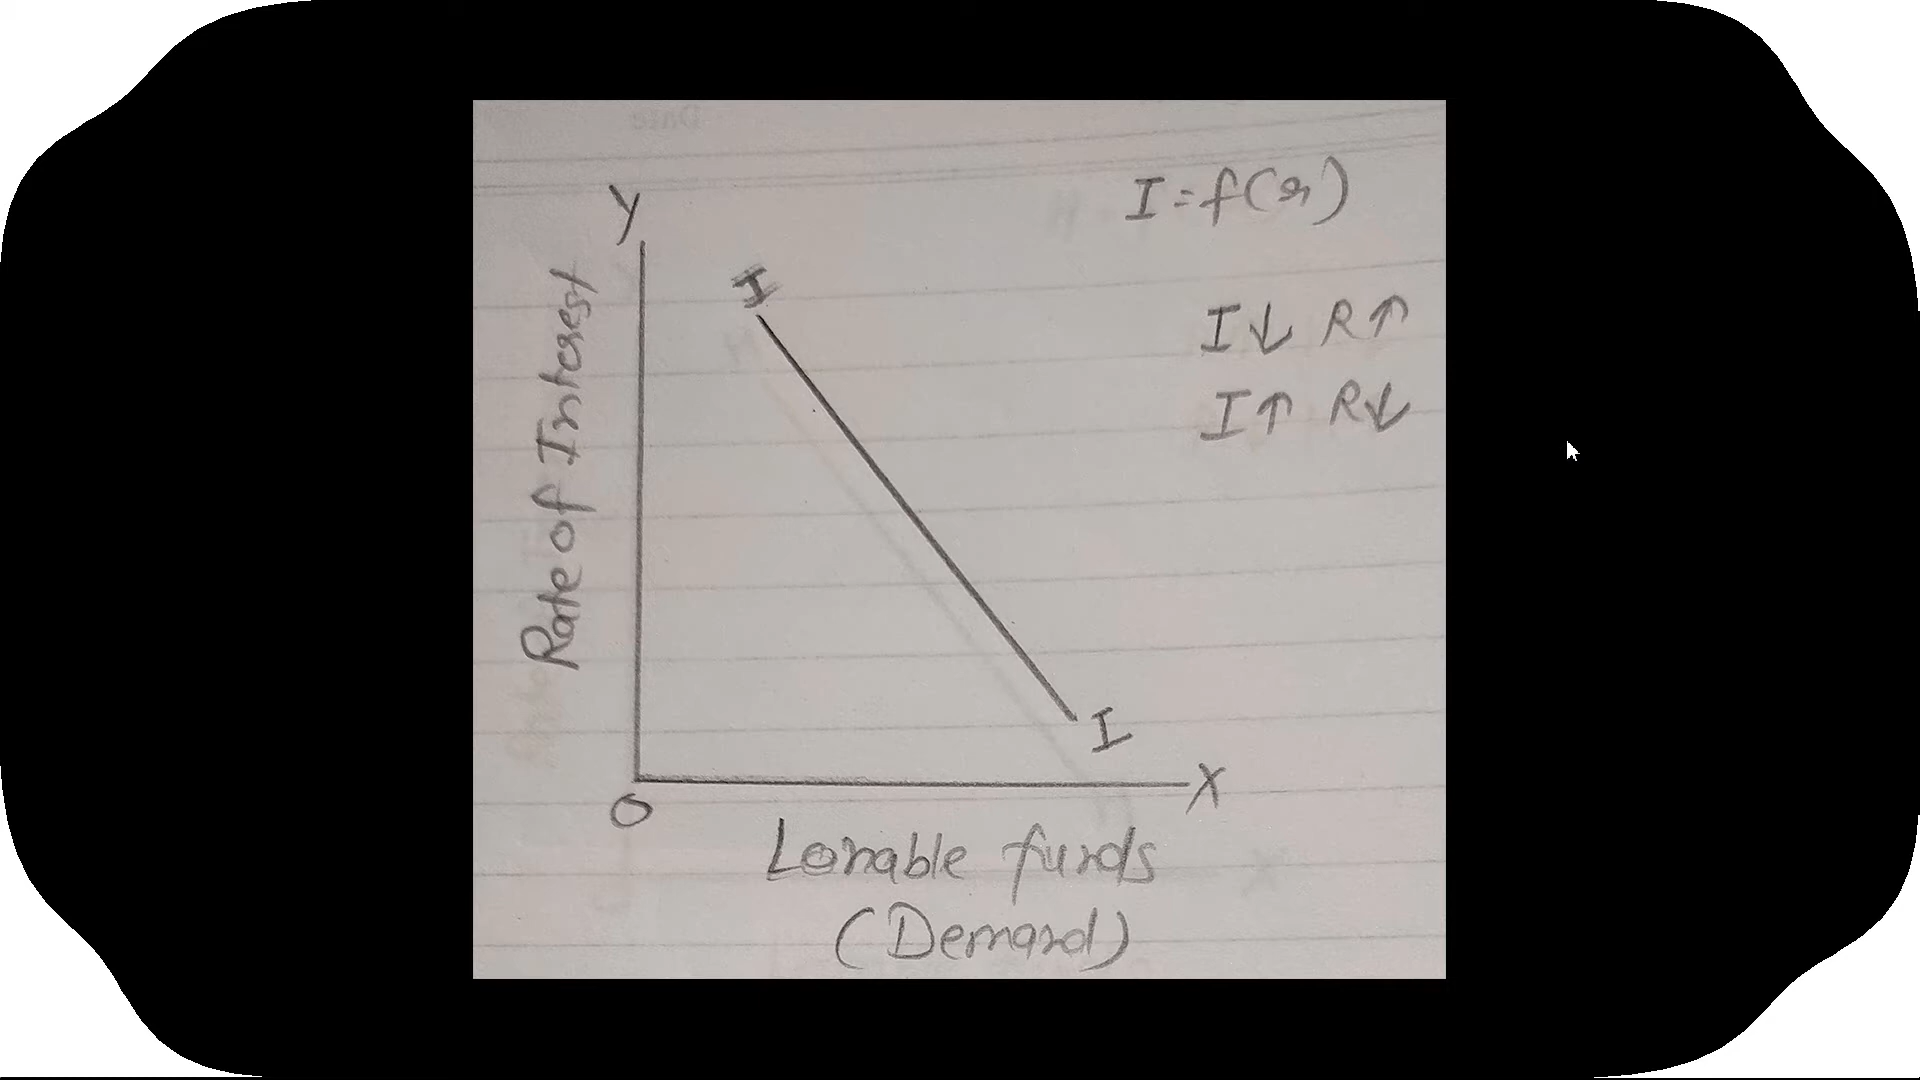 Y
I = f(r)
I
I↓ R↑
I↑ R↓
Rate of Interest
I
X
O
Lonable funds
(Demand)